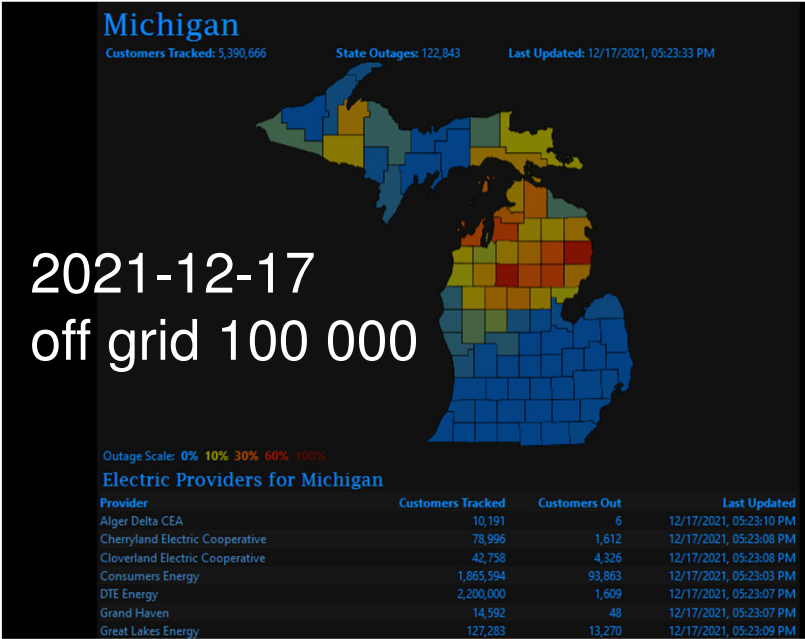 Michigan
Customers Tracked: 5,390,666 State Outages: 122,843 Last Updated: 12/17/2021, 05:23:33 PM
2021-12-17
off grid 100 000
Outage Scale: 0% 10% 30% 60% 100%
Electric Providers for Michigan
Provider Customers Tracked Customers Out Last Updated
Alger Delta CEA 10,191 6 12/17/2021, 05:23:10 PM
Cherryland Electric Cooperative 78,996 1,612 12/17/2021, 05:23:08 PM
Cloverland Electric Cooperative 42,758 4,326 12/17/2021, 05:23:08 PM
Consumers Energy 1,865,594 93,863 12/17/2021, 05:23:03 PM
DTE Energy 2,200,000 1,609 12/17/2021, 05:23:07 PM
Grand Haven 14,592 48 12/17/2021, 05:23:07 PM
Great Lakes Energy 127,283 13,270 12/17/2021, 05:23:09 PM